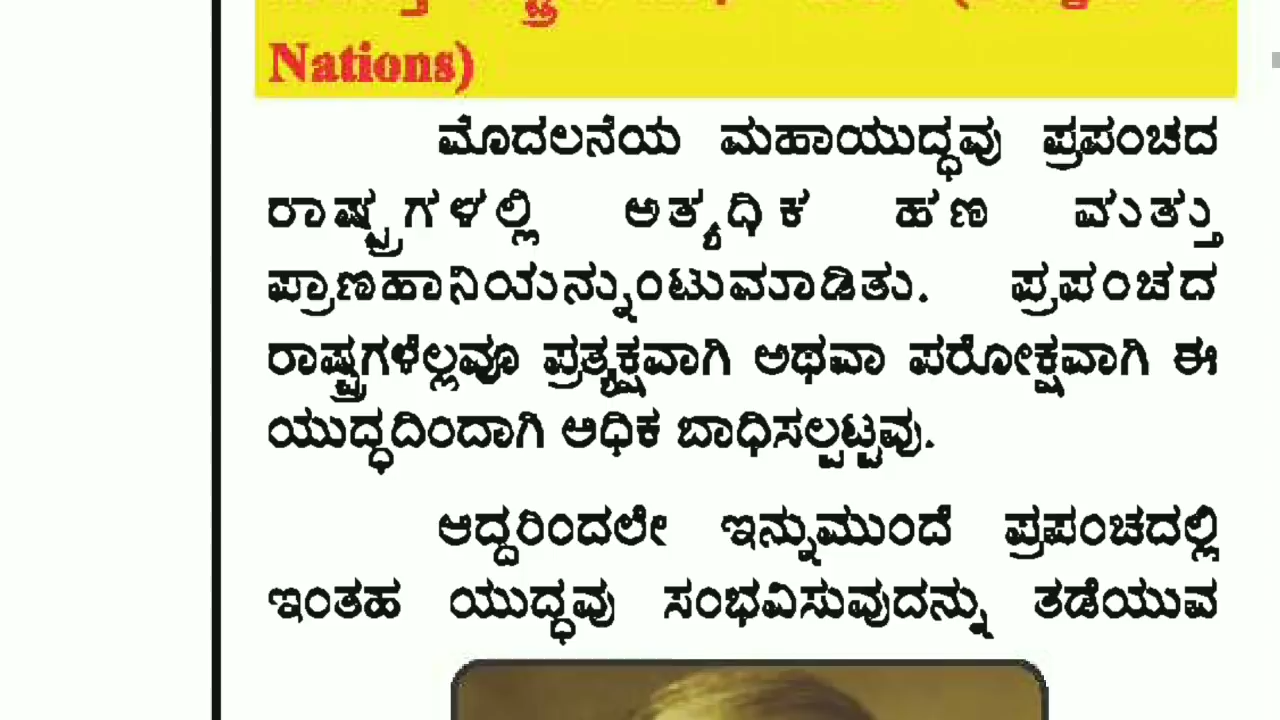 Nations)
ಮೊದಲನೆಯ ಮಹಾಯುದ್ಧವು ಪ್ರಪಂಚದ
ರಾಷ್ಟ್ರಗಳಲ್ಲಿ ಅತ್ಯಧಿಕ ಹಣ ಮತ್ತು
ಪ್ರಾಣಹಾನಿಯನ್ನುಂಟುಮಾಡಿತು. ಪ್ರಪಂಚದ
ರಾಷ್ಟ್ರಗಳೆಲ್ಲವೂ ಪ್ರತ್ಯಕ್ಷವಾಗಿ ಅಥವಾ ಪರೋಕ್ಷವಾಗಿ ಈ
ಯುದ್ಧದಿಂದಾಗಿ ಅಧಿಕ ಬಾಧಿಸಲ್ಪಟ್ಟವು.
ಆದ್ದರಿಂದಲೇ ಇನ್ನುಮುಂದೆ ಪ್ರಪಂಚದಲ್ಲಿ
ಇಂತಹ ಯುದ್ಧವು ಸಂಭವಿಸುವುದನ್ನು ತಡೆಯುವ